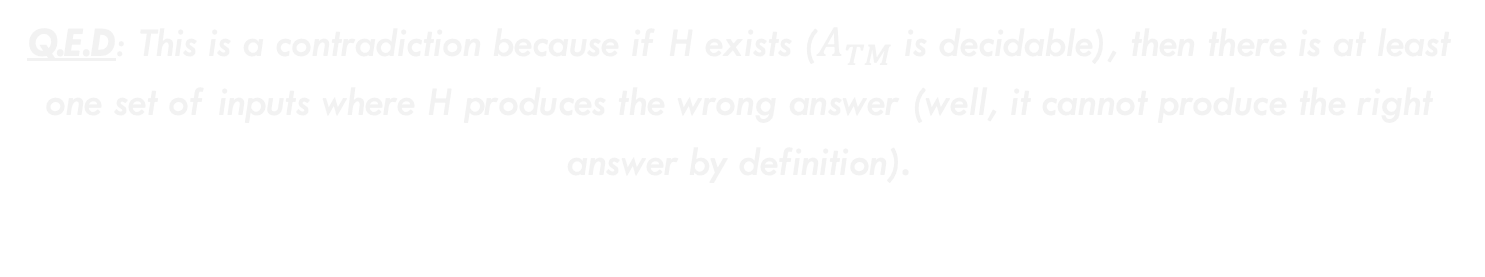 Q.E.D: This is a contradiction because if H exists (A_TM is decidable), then there is at least
one set of inputs where H produces the wrong answer (well, it cannot produce the right
answer by definition).